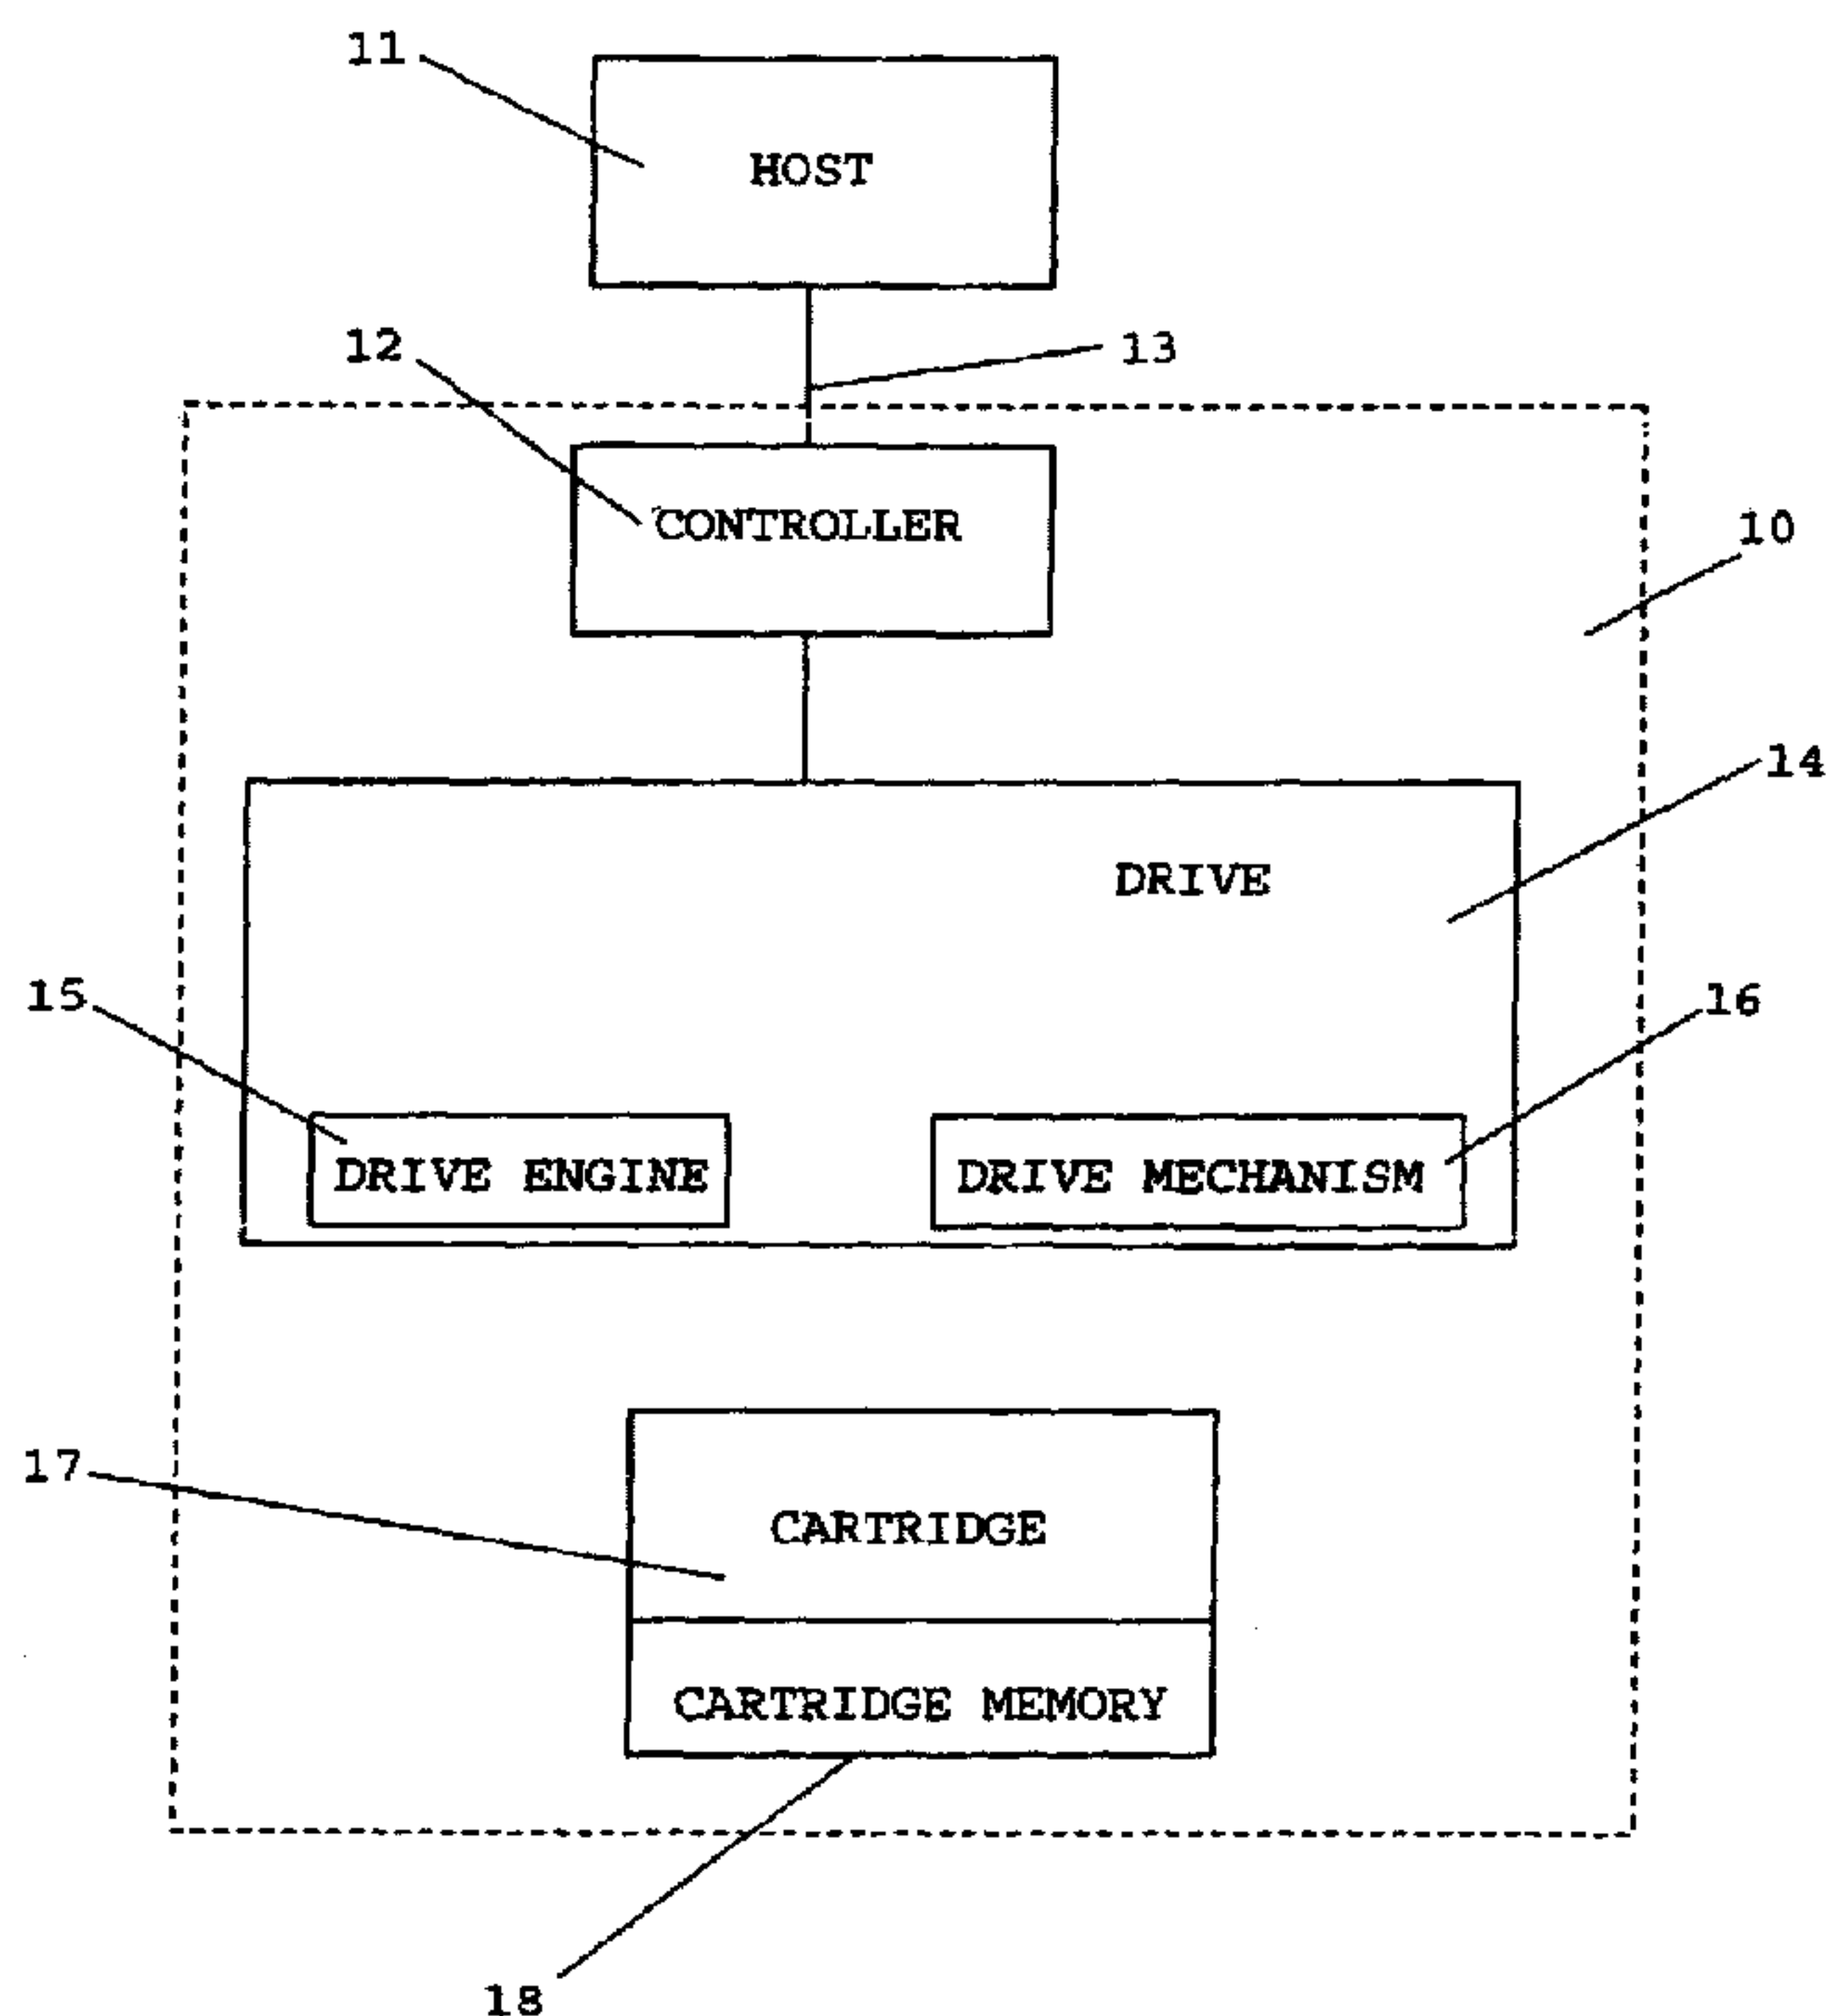 11
HOST
12
13
CONTROLLER
10
14
DRIVE
15
16
DRIVE ENGINE
DRIVE MECHANISM
17
CARTRIDGE
CARTRIDGE MEMORY
18